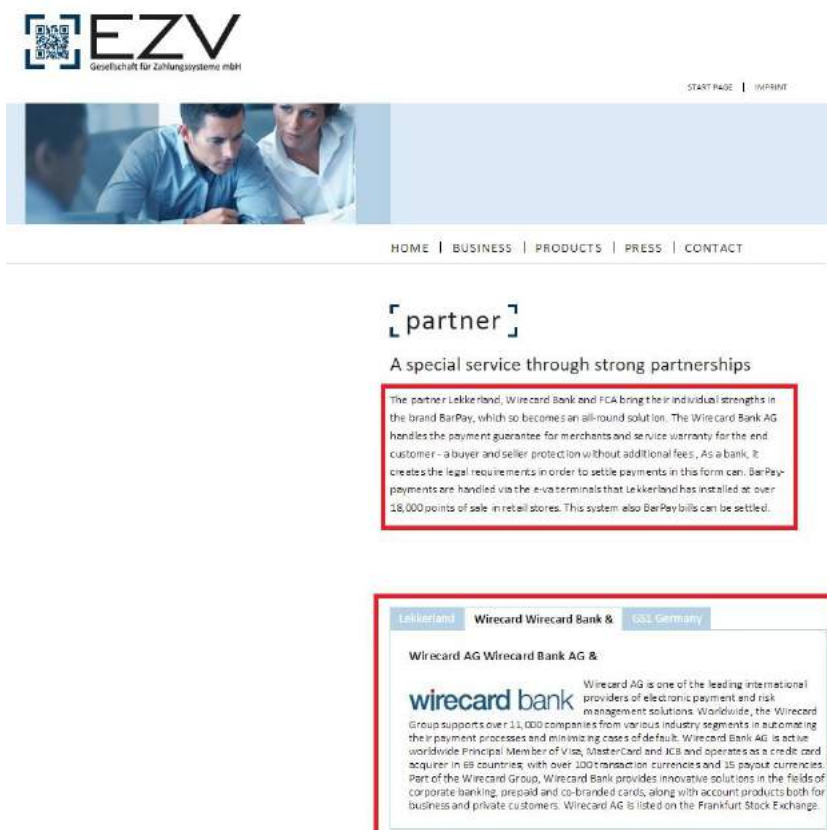 EZV
Gesellschaft für Zahlungssysteme mbH
START PAGE | IMPRINT
HOME | BUSINESS | PRODUCTS | PRESS | CONTACT
[partner]
A special service through strong partnerships
The partner Lekkerland, Wirecard Bank and FCA bring their individual strengths in
the brand BarPay, which so becomes an all-round solution. The Wirecard Bank AG
handles the payment guarantee for merchants and service warranty for the end
customer - a buyer and seller protection without additional fees , As a bank, it
creates the legal requirements in order to settle payments in this form can. BarPay-
payments are handled via the e-va terminals that Lekkerland has installed at over
18,000 points of sale in retail stores. This system also BarPay bills can be settled.
Lekkerland Wirecard Wirecard Bank & GS1 Germany
Wirecard AG Wirecard Bank AG &
wirecard bank
Wirecard AG is one of the leading international
providers of electronic payment and risk
management solutions. Worldwide, the Wirecard
Group supports over 11,000 companies from various industry segments in automating
their payment processes and minimizing cases of default. Wirecard Bank AG is active
worldwide Principal Member of Visa, MasterCard and JCB and operates as a credit card
acquirer in 69 countries, with over 100 transaction currencies and 15 payout currencies.
Part of the Wirecard Group, Wirecard Bank provides innovative solutions in the fields of
corporate banking, prepaid and co-branded cards, along with account products both for
business and private customers. Wirecard AG is listed on the Frankfurt Stock Exchange.